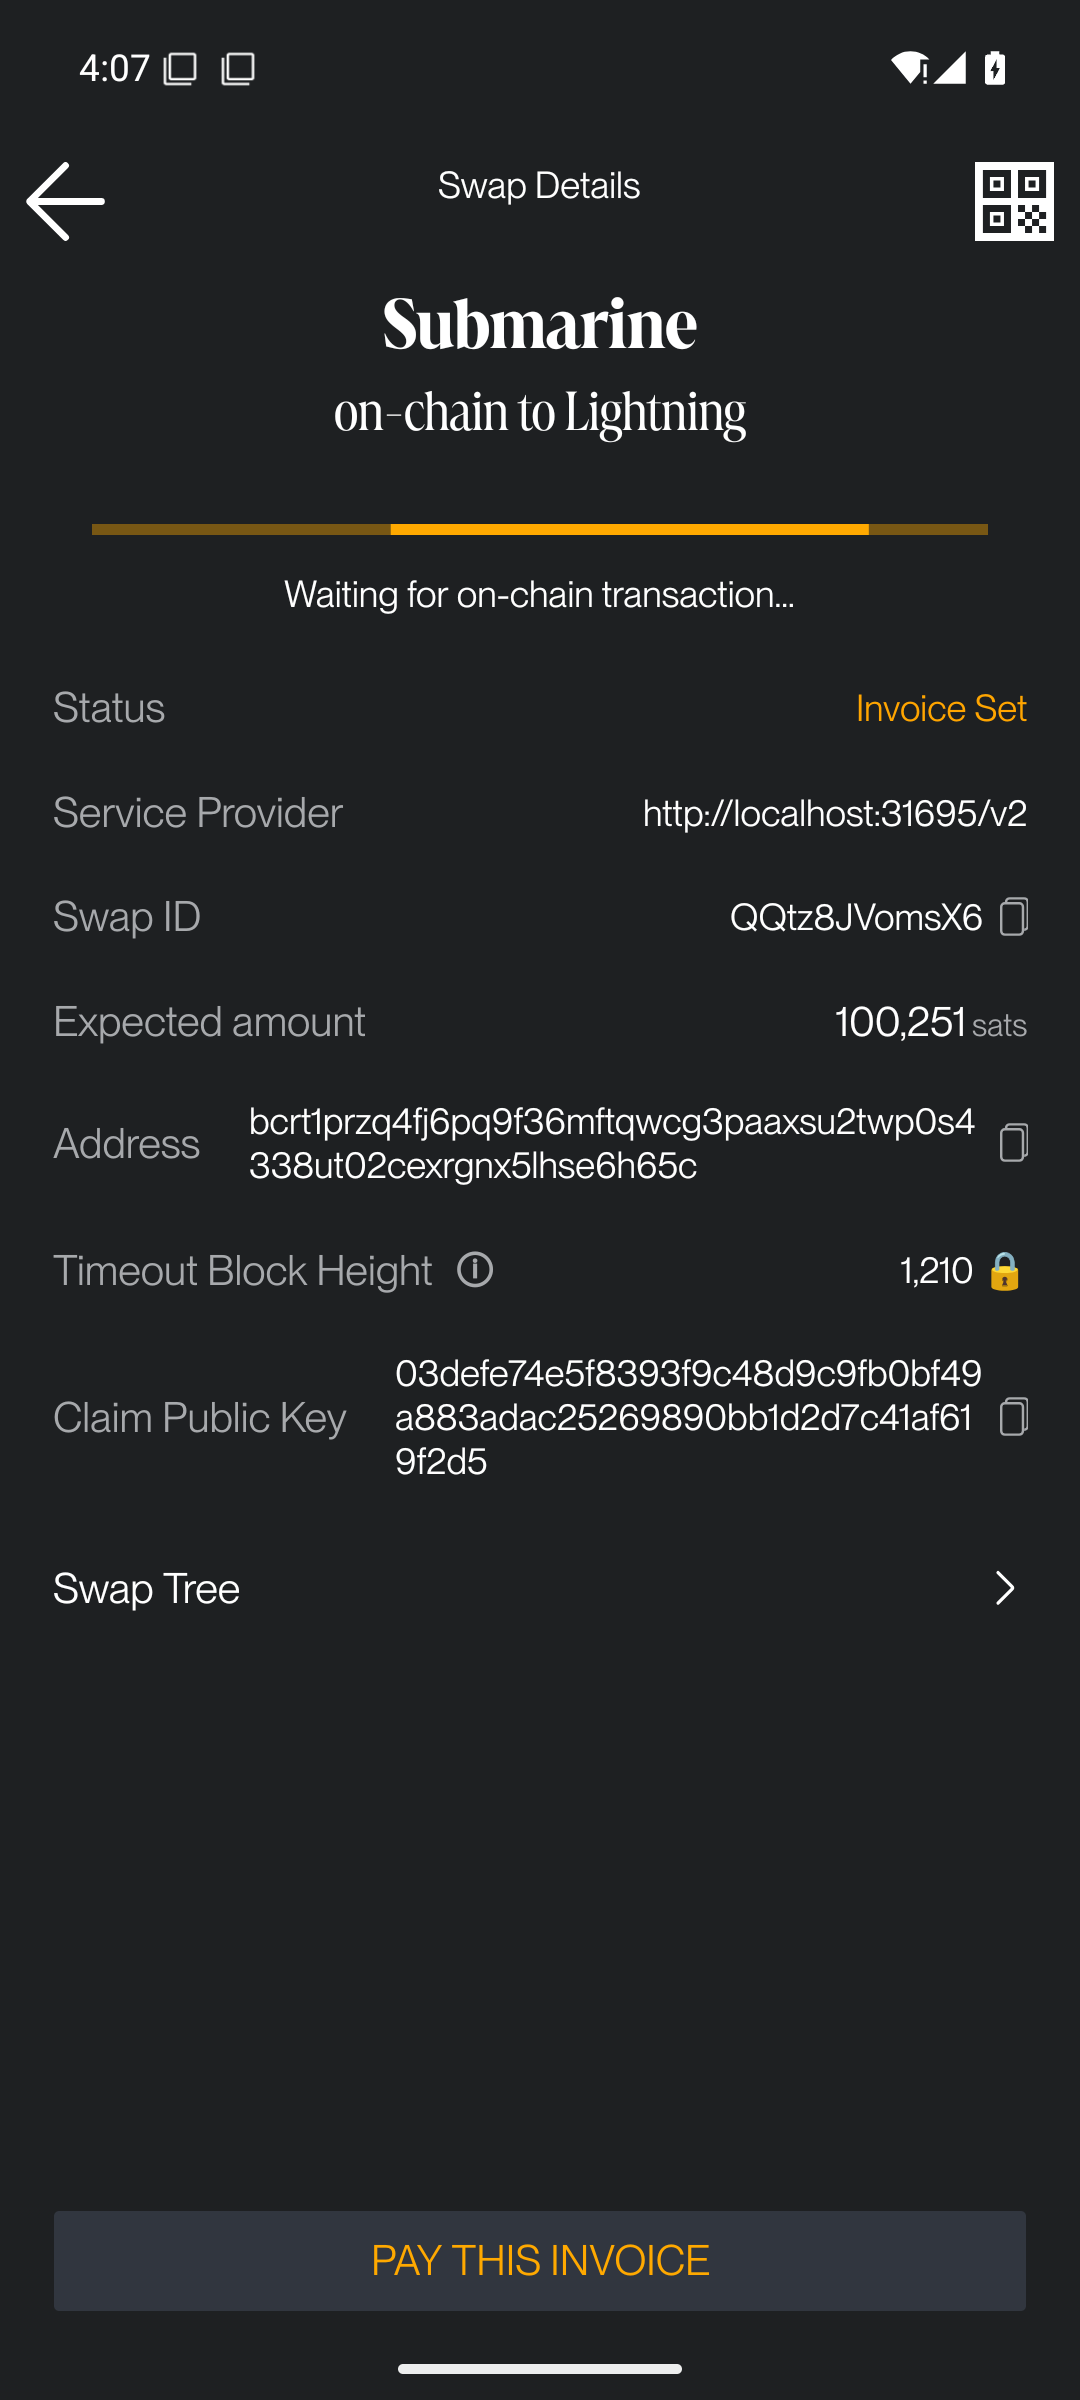 4:07
Swap Details
Submarine
on-chain to Lightning
Waiting for on-chain transaction...
Status
Invoice Set
Service Provider
http://localhost:31695/v2
Swap ID
QQtz8JVomsX6
Expected amount
100,251 sats
Address
bcrt1przq4fj6pq9f36mftqwcg3paaxsu2twp0s4
338ut02cexrgnx5lhse6h65c
Timeout Block Height
1,210 🔒
Claim Public Key
03defe74e5f8393f9c48d9c9fb0bf49
a883adac25269890bb1d2d7c41af61
9f2d5
Swap Tree
PAY THIS INVOICE